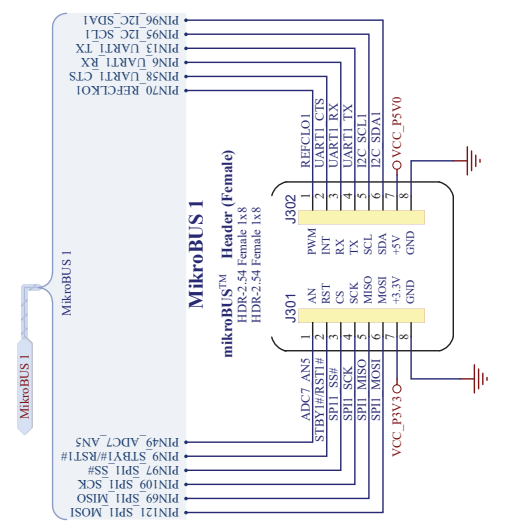 PIN96_I2C_SDA1
PIN95_I2C_SCL1
PIN13_UART1_TX
PIN6_UART1_RX
PIN58_UART1_CTS
PIN70_REFCLKO1
MikroBUS 1
MikroBUS 1
MikroBUS 1
mikroBUS™ Header (Female)
HDR-2.54 Female 1x8
HDR-2.54 Female 1x8
PIN49_ADC7_AN5
PIN9_STBY1#/RST1#
PIN97_SPI1_SS#
PIN109_SPI1_SCK
PIN69_SPI1_MISO
PIN121_SPI1_MOSI
REFCLO1
UART1_CTS
UART1_RX
UART1_TX
I2C_SCL1
I2C_SDA1
VCC_P5V0
J302
1 PWM
2 INT
3 RX
4 TX
5 SCL
6 SDA
7 +5V
8 GND
J301
1 AN
2 RST
3 CS
4 SCK
5 MISO
6 MOSI
7 +3.3V
8 GND
ADC7_AN5
STBY1#/RST1#
SPI1_SS#
SPI1_SCK
SPI1_MISO
SPI1_MOSI
VCC_P3V3